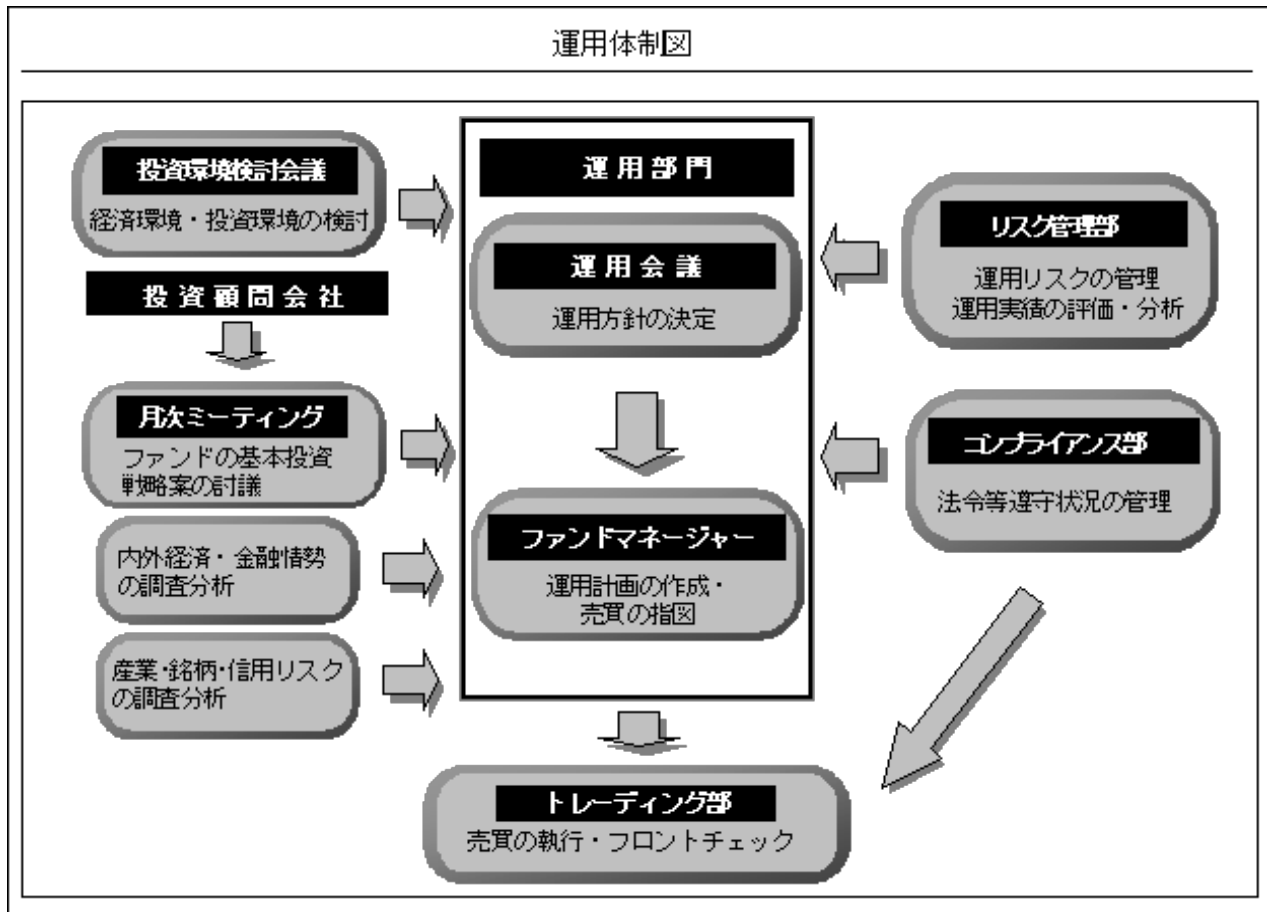 運用体制図
投資環境検討会議
経済環境・投資環境の検討
投資顧問会社
月次ミーティング
ファンドの基本投資
戦略案の討議
内外経済・金融情勢
の調査分析
産業・銘柄・信用リスク
の調査分析
運用部門
運用会議
運用方針の決定
ファンドマネージャー
運用計画の作成・
売買の指図
リスク管理部
運用リスクの管理
運用実績の評価・分析
コンプライアンス部
法令等遵守状況の管理
トレーディング部
売買の執行・フロントチェック